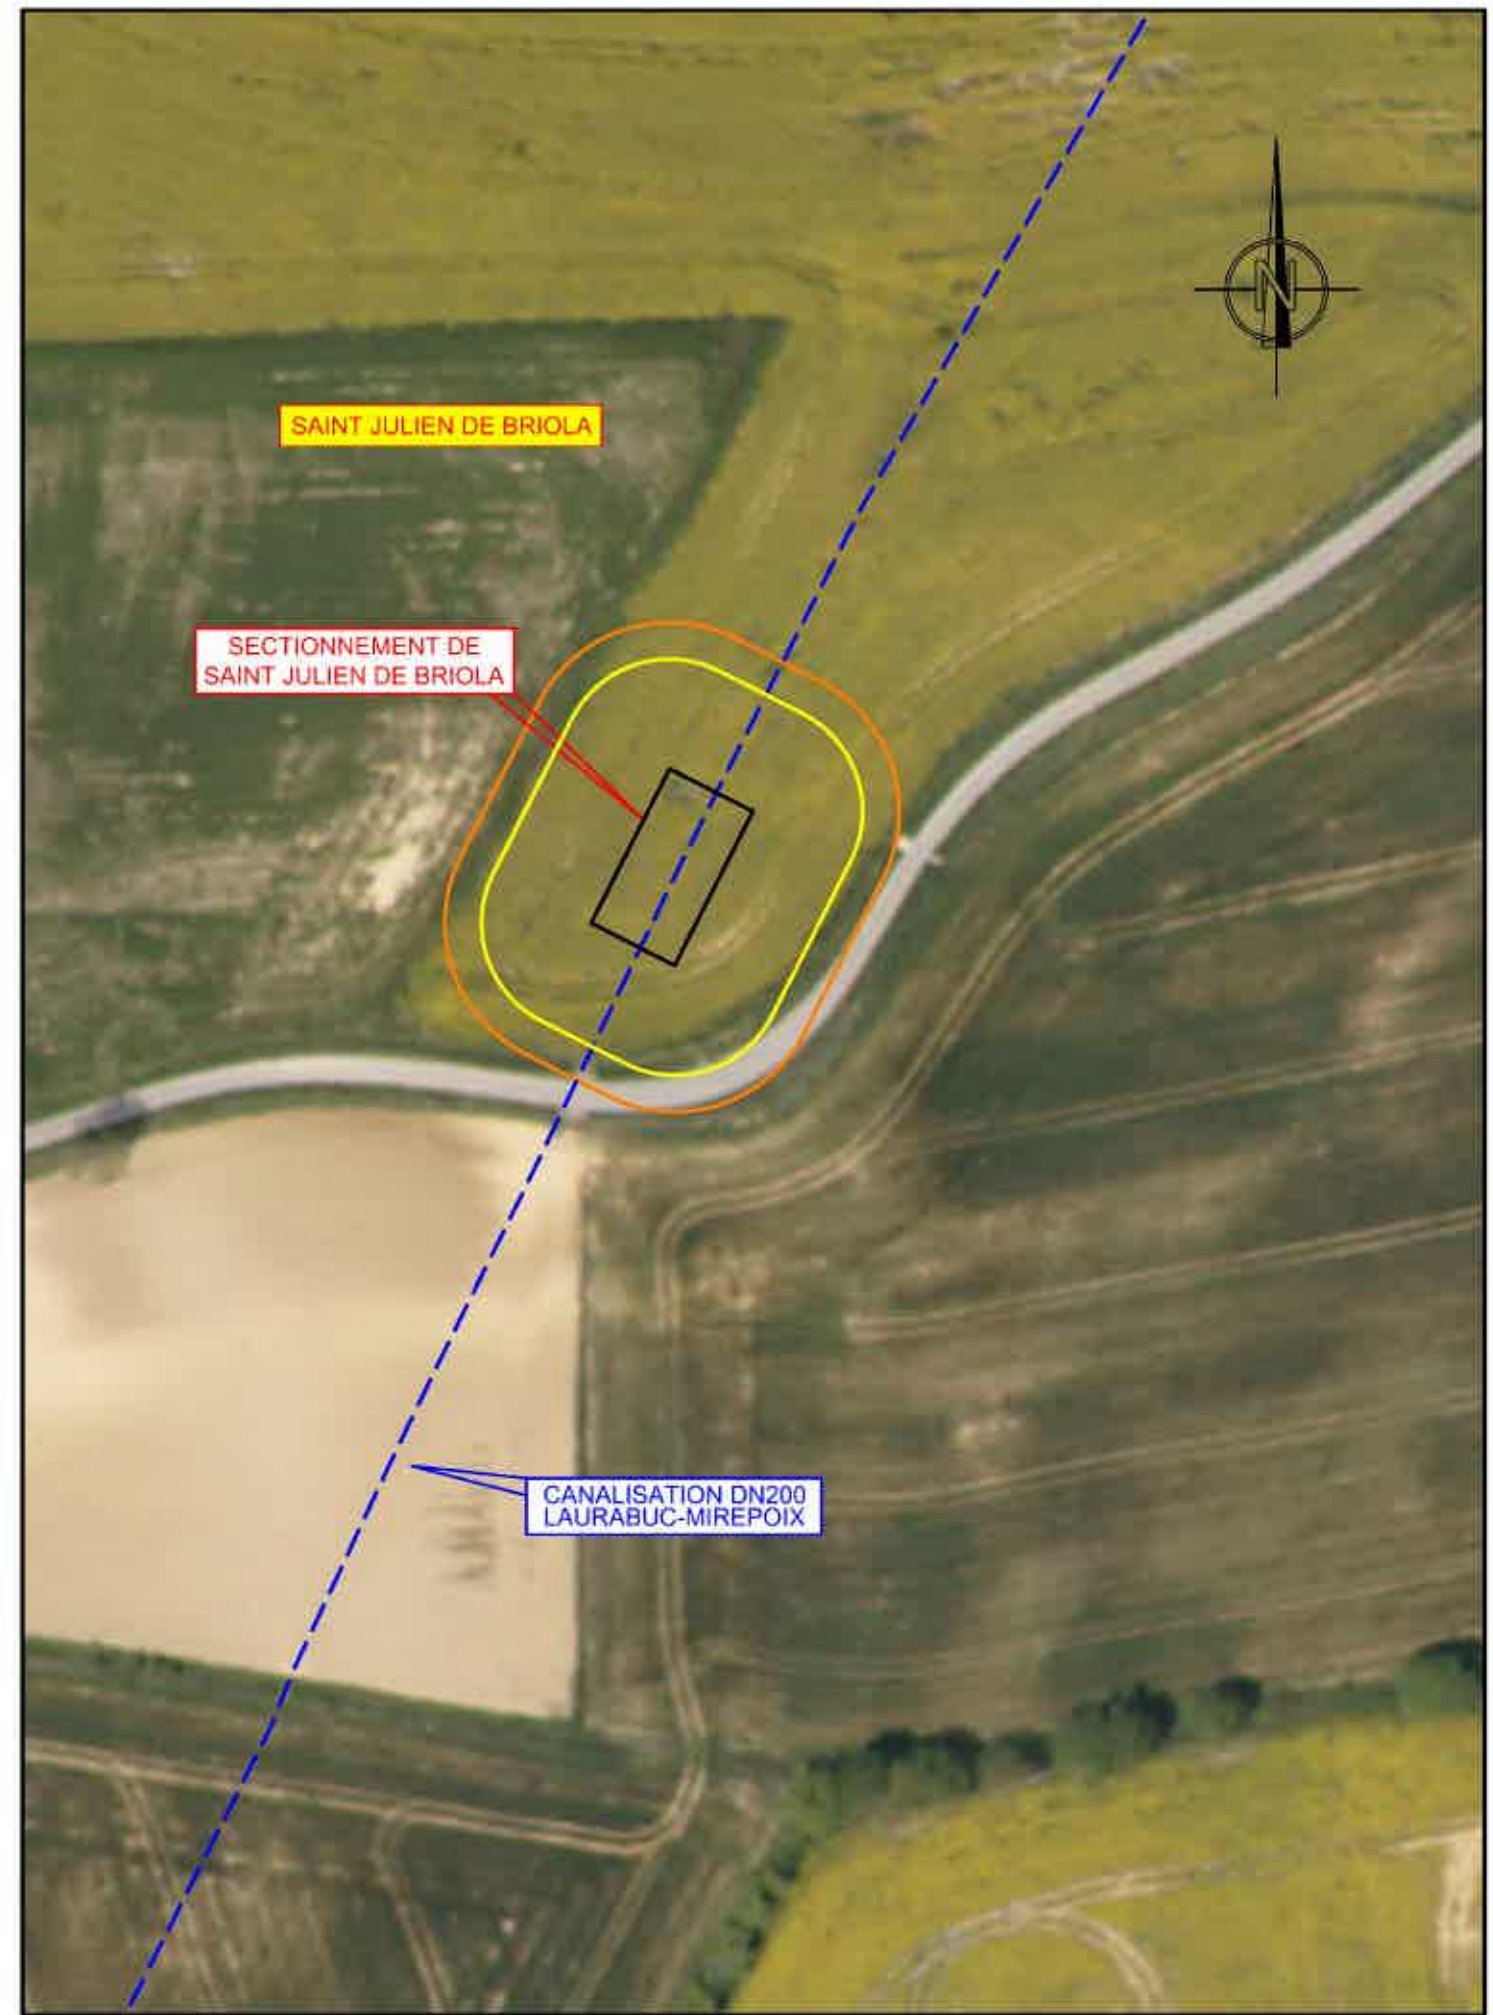 N
SAINT JULIEN DE BRIOLA
SECTIONNEMENT DE
SAINT JULIEN DE BRIOLA
CANALISATION DN200
LAURABUC-MIREPOIX